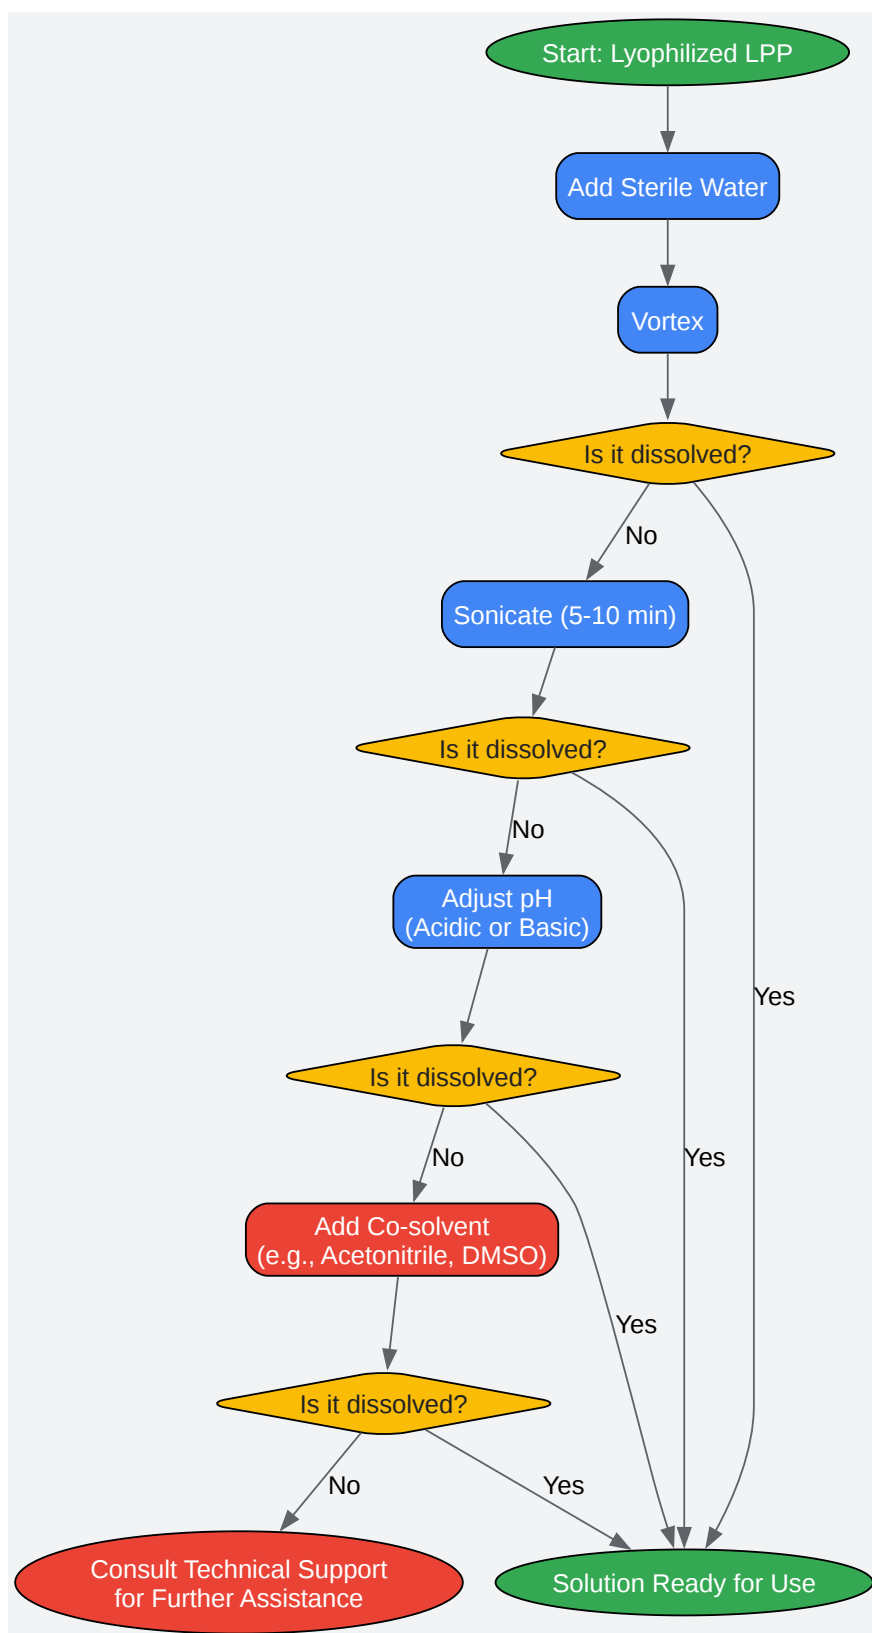 Start: Lyophilized LPP
Add Sterile Water
Vortex
Is it dissolved?
No
Sonicate (5-10 min)
Is it dissolved?
No
Adjust pH
(Acidic or Basic)
Yes
Is it dissolved?
No
Yes
Add Co-solvent
(e.g., Acetonitrile, DMSO)
Yes
Is it dissolved?
No
Yes
Consult Technical Support
for Further Assistance
Solution Ready for Use